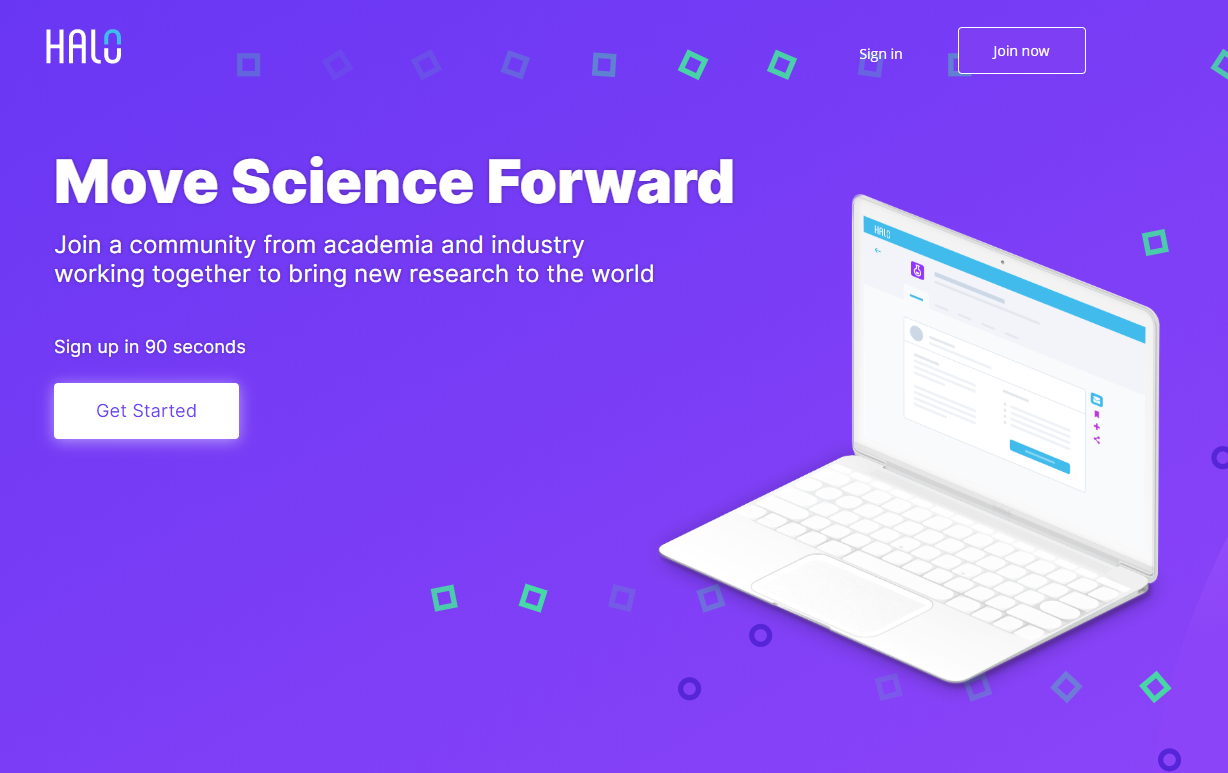 HALO
Sign in
Join now
Move Science Forward
Join a community from academia and industry
working together to bring new research to the world
Sign up in 90 seconds
Get Started
HALO